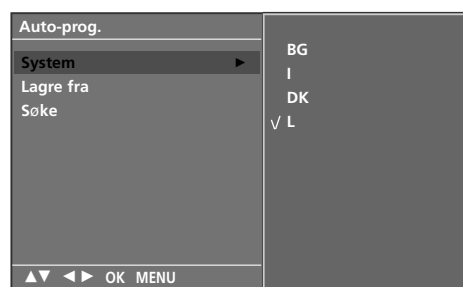 Auto-prog.
System ►
Lagre fra
Søke
BG
I
DK
√ L
▲▼ ◄► OK MENU